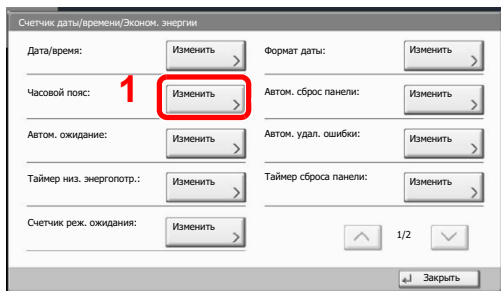 Счетчик даты/времени/Эконом. энергии
Дата/время: Изменить
Формат даты: Изменить
Часовой пояс: 1 Изменить
Автом. сброс панели: Изменить
Автом. ожидание: Изменить
Автом. удал. ошибки: Изменить
Таймер низ. энергопотр.: Изменить
Таймер сброса панели: Изменить
Счетчик реж. ожидания: Изменить
1/2
Закрыть